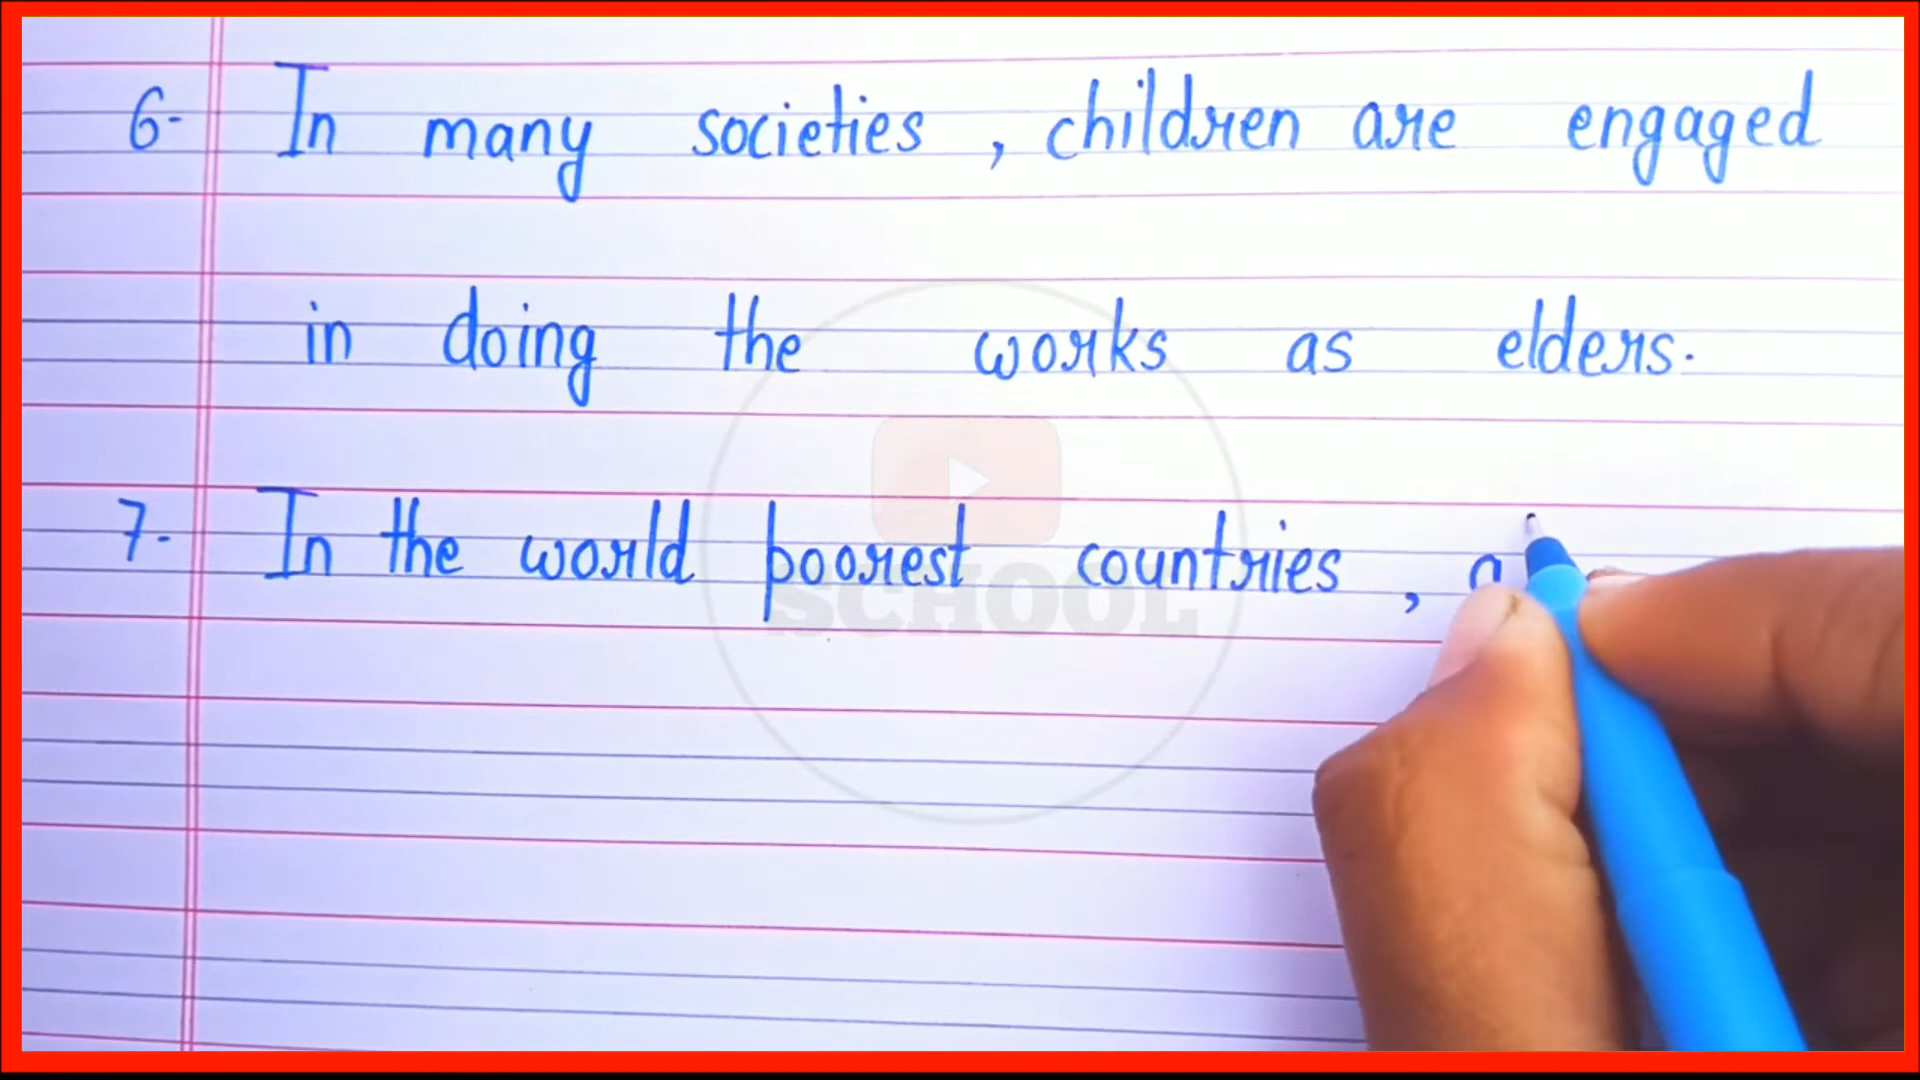 6- In many societies , children are engaged
in doing the works as elders.
7- In the world poorest countries ,
SCHOOL